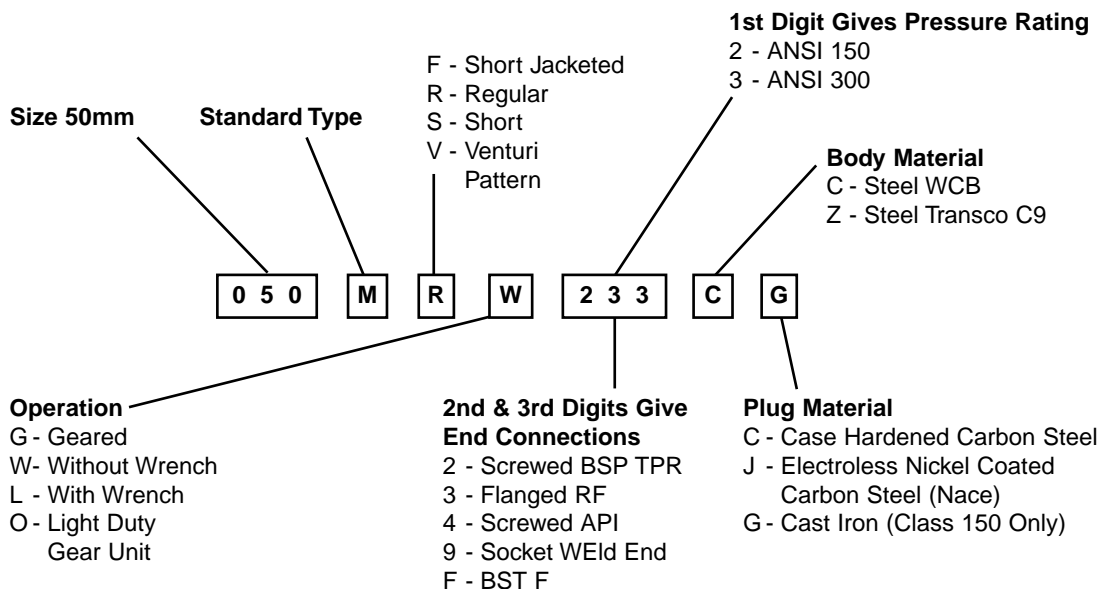 1st Digit Gives Pressure Rating
2 - ANSI 150
3 - ANSI 300
F - Short Jacketed
R - Regular
S - Short
V - Venturi
Pattern
Size 50mm
Standard Type
Body Material
C - Steel WCB
Z - Steel Transco C9
0 5 0 M R W 2 3 3 C G
Operation
G - Geared
W- Without Wrench
L - With Wrench
O - Light Duty
Gear Unit
2nd & 3rd Digits Give
End Connections
2 - Screwed BSP TPR
3 - Flanged RF
4 - Screwed API
9 - Socket WEld End
F - BST F
Plug Material
C - Case Hardened Carbon Steel
J - Electroless Nickel Coated
Carbon Steel (Nace)
G - Cast Iron (Class 150 Only)